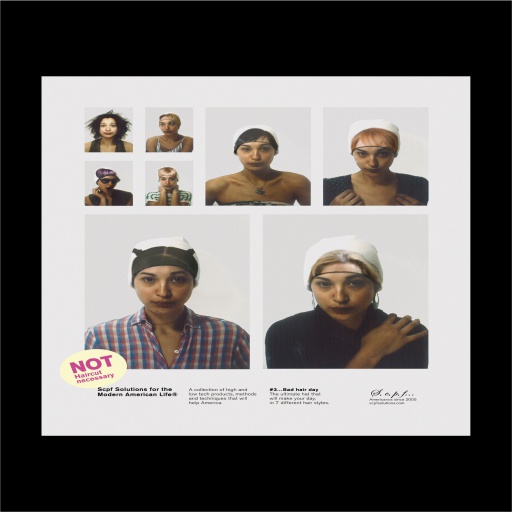 NOT
Haircut
necessary
Scpf Solutions for the
Modern American Life®
A collection of high and
low tech products, methods
and techniques that will
help America.
#3...Bad hair day
The ultimate hat that
will make your day,
in 7 different hair styles.
S,c,p,f...
scpfsolutions.com